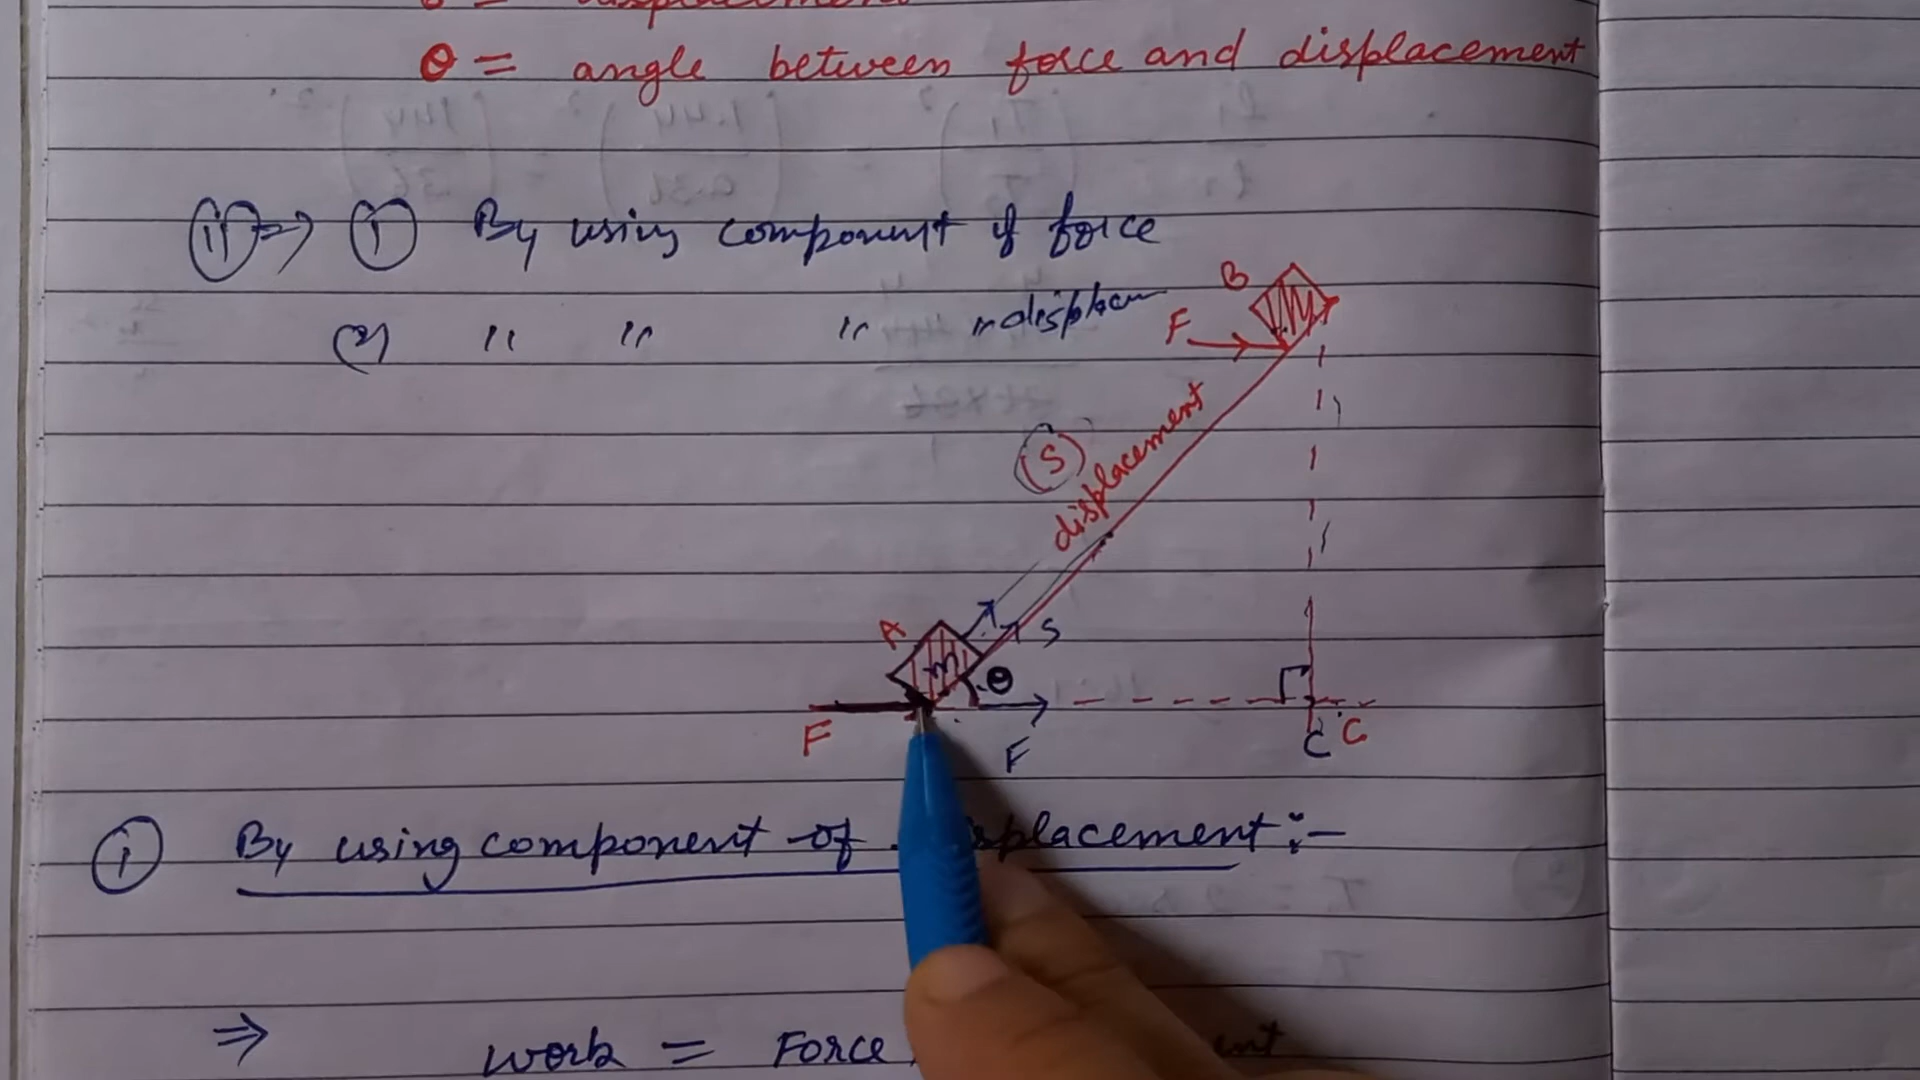 θ = angle between force and displacement
(ii) => (1) By using component of force
(2) " " " " displacem
B
F
(S)
displacement
A
m
S
θ
F
F
C C
(1) By using component of displacement :-
⇒ Work = Force